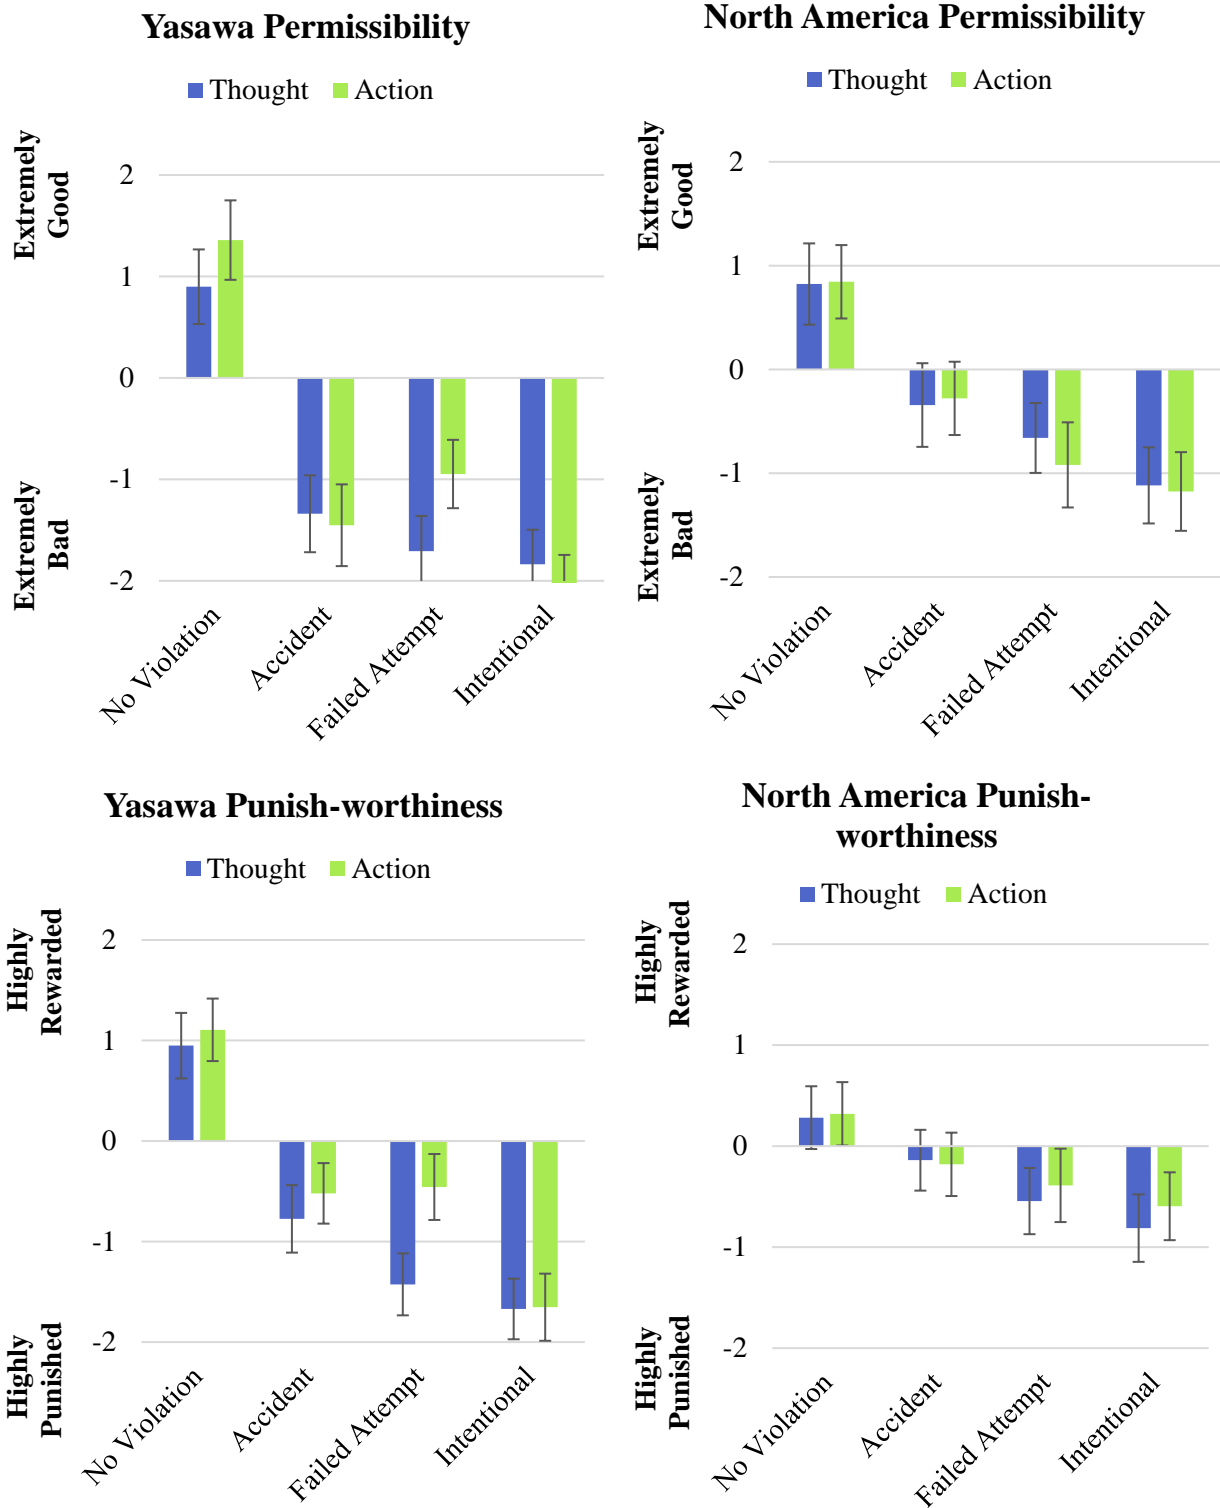 Yasawa Permissibility
Thought Action
Extremely
Good
Extremely
Bad
2
1
0
-1
-2
No Violation
Accident
Failed Attempt
Intentional
North America Permissibility
Thought Action
Extremely
Good
Extremely
Bad
2
1
0
-1
-2
No Violation
Accident
Failed Attempt
Intentional
Yasawa Punish-worthiness
Thought Action
Highly
Rewarded
Highly
Punished
2
1
0
-1
-2
No Violation
Accident
Failed Attempt
Intentional
North America Punish-
worthiness
Thought Action
Highly
Rewarded
Highly
Punished
2
1
0
-1
-2
No Violation
Accident
Failed Attempt
Intentional